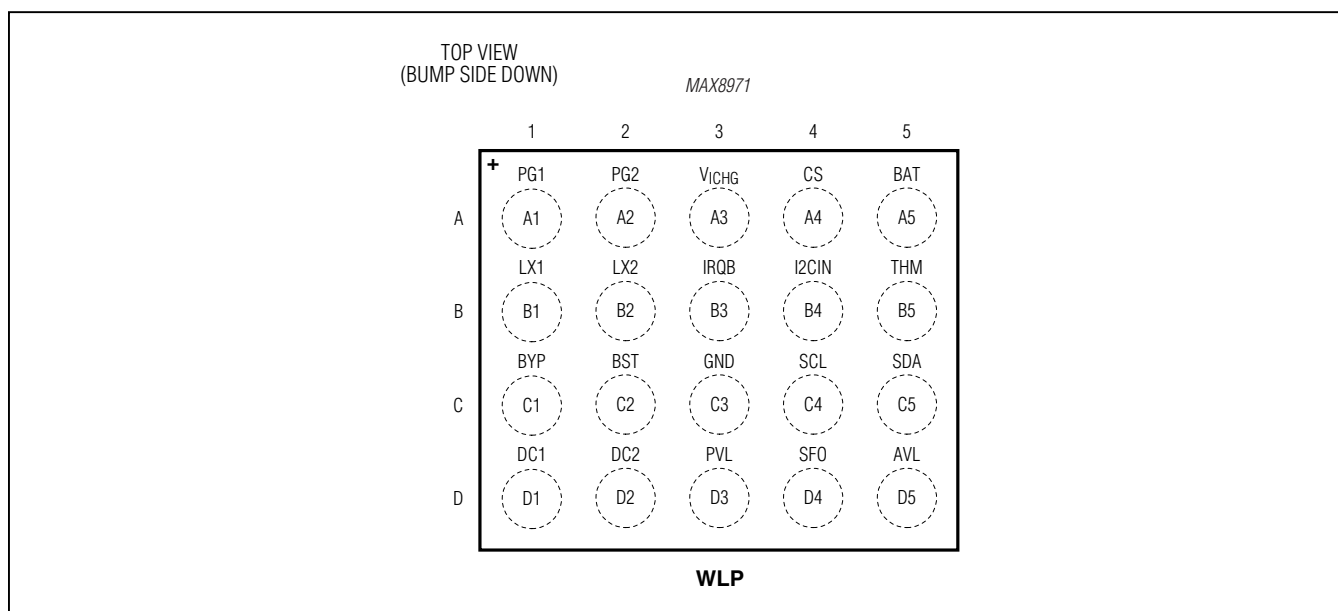 TOP VIEW
(BUMP SIDE DOWN)
MAX8971
1 2 3 4 5
+
PG1 PG2 VICHG CS BAT
A A1 A2 A3 A4 A5
LX1 LX2 IRQB I2CIN THM
B B1 B2 B3 B4 B5
BYP BST GND SCL SDA
C C1 C2 C3 C4 C5
DC1 DC2 PVL SFO AVL
D D1 D2 D3 D4 D5
WLP